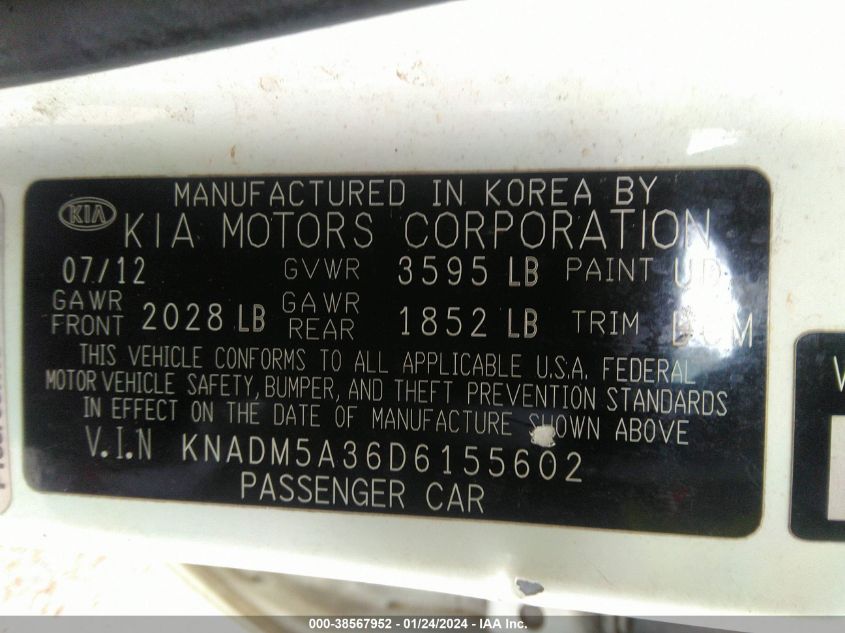 MANUFACTURED IN KOREA BY
KIA KIA MOTORS CORPORATION
07/12 GVWR 3595 LB PAINT UD
GAWR FRONT 2028 LB GAWR REAR 1852 LB TRIM
THIS VEHICLE CONFORMS TO ALL APPLICABLE U.S.A. FEDERAL
MOTOR VEHICLE SAFETY, BUMPER, AND THEFT PREVENTION STANDARDS
IN EFFECT ON THE DATE OF MANUFACTURE SHOWN ABOVE
V.I.N KNADM5A36D6155602
PASSENGER CAR
V
000-38567952 | 01/24/2024 - IAA Inc.